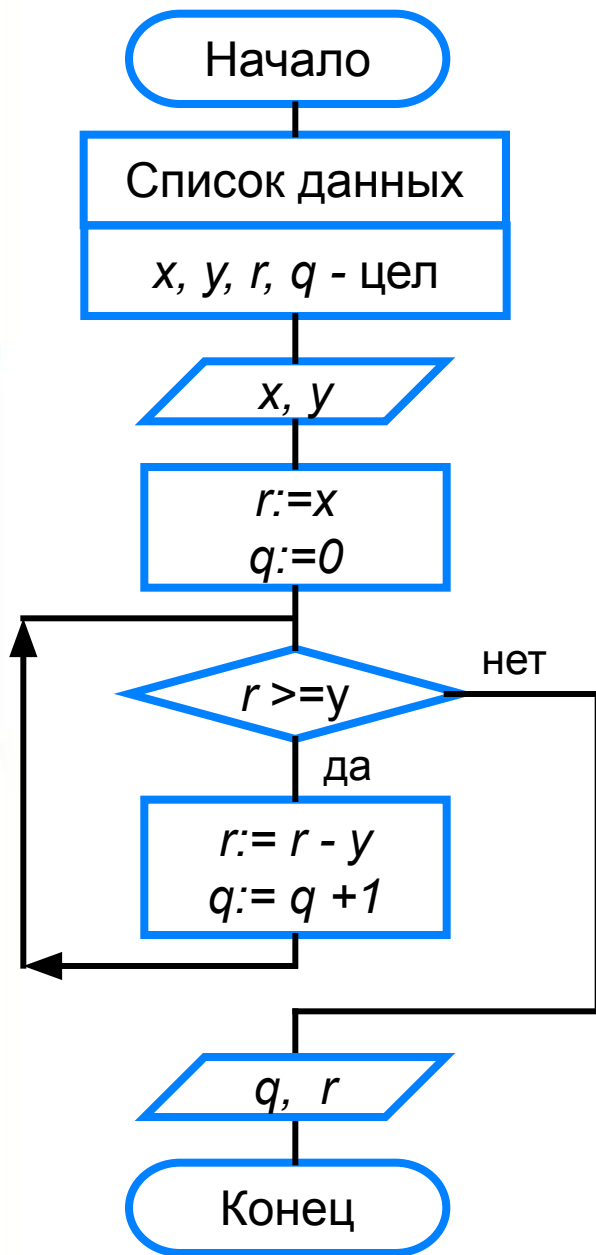 Начало
Список данных
x, y, r, q - цел
x, y
r:=x
q:=0
r >=y
нет
да
r:= r - y
q:= q +1
q, r
Конец